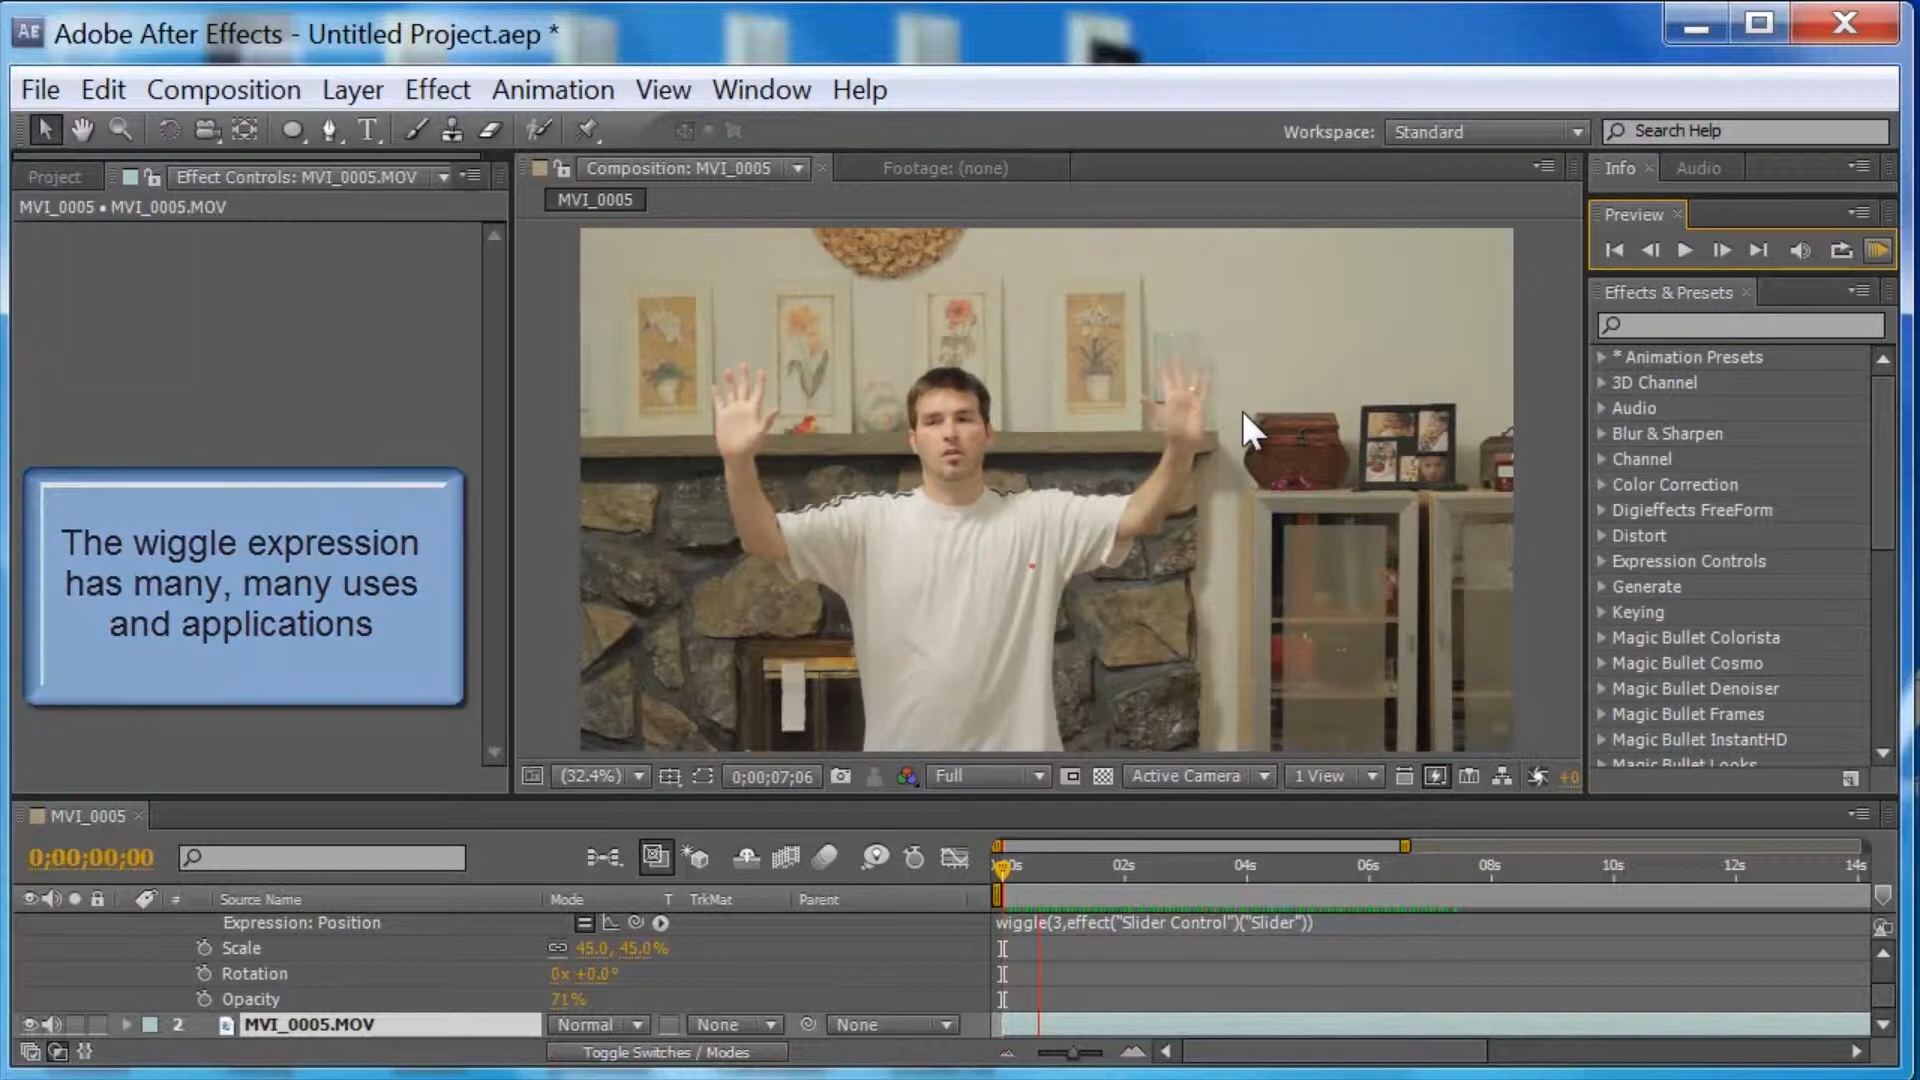 AE Adobe After Effects - Untitled Project.aep *
File Edit Composition Layer Effect Animation View Window Help
Workspace: Standard
Search Help
Project
Effect Controls: MVI_0005.MOV
MVI_0005 • MVI_0005.MOV
Composition: MVI_0005
Footage: (none)
MVI_0005
Info
Audio
Preview
Effects & Presets
* Animation Presets
3D Channel
Audio
Blur & Sharpen
Channel
Color Correction
Digieffects FreeForm
Distort
Expression Controls
Generate
Keying
Magic Bullet Colorista
Magic Bullet Cosmo
Magic Bullet Denoiser
Magic Bullet Frames
Magic Bullet InstantHD
Magic Bullet Looks
The wiggle expression
has many, many uses
and applications
(32.4%)
0;00;07;06
Full
Active Camera
1 View
+0
MVI_0005
0;00;00;00
02s 04s 06s 08s 10s 12s 14s
# Source Name Mode T TrkMat Parent
Expression: Position
wiggle(3,effect("Slider Control")("Slider"))
Scale 45.0, 45.0%
Rotation 0x +0.0°
Opacity 71%
2 MVI_0005.MOV Normal None None
Toggle Switches / Modes